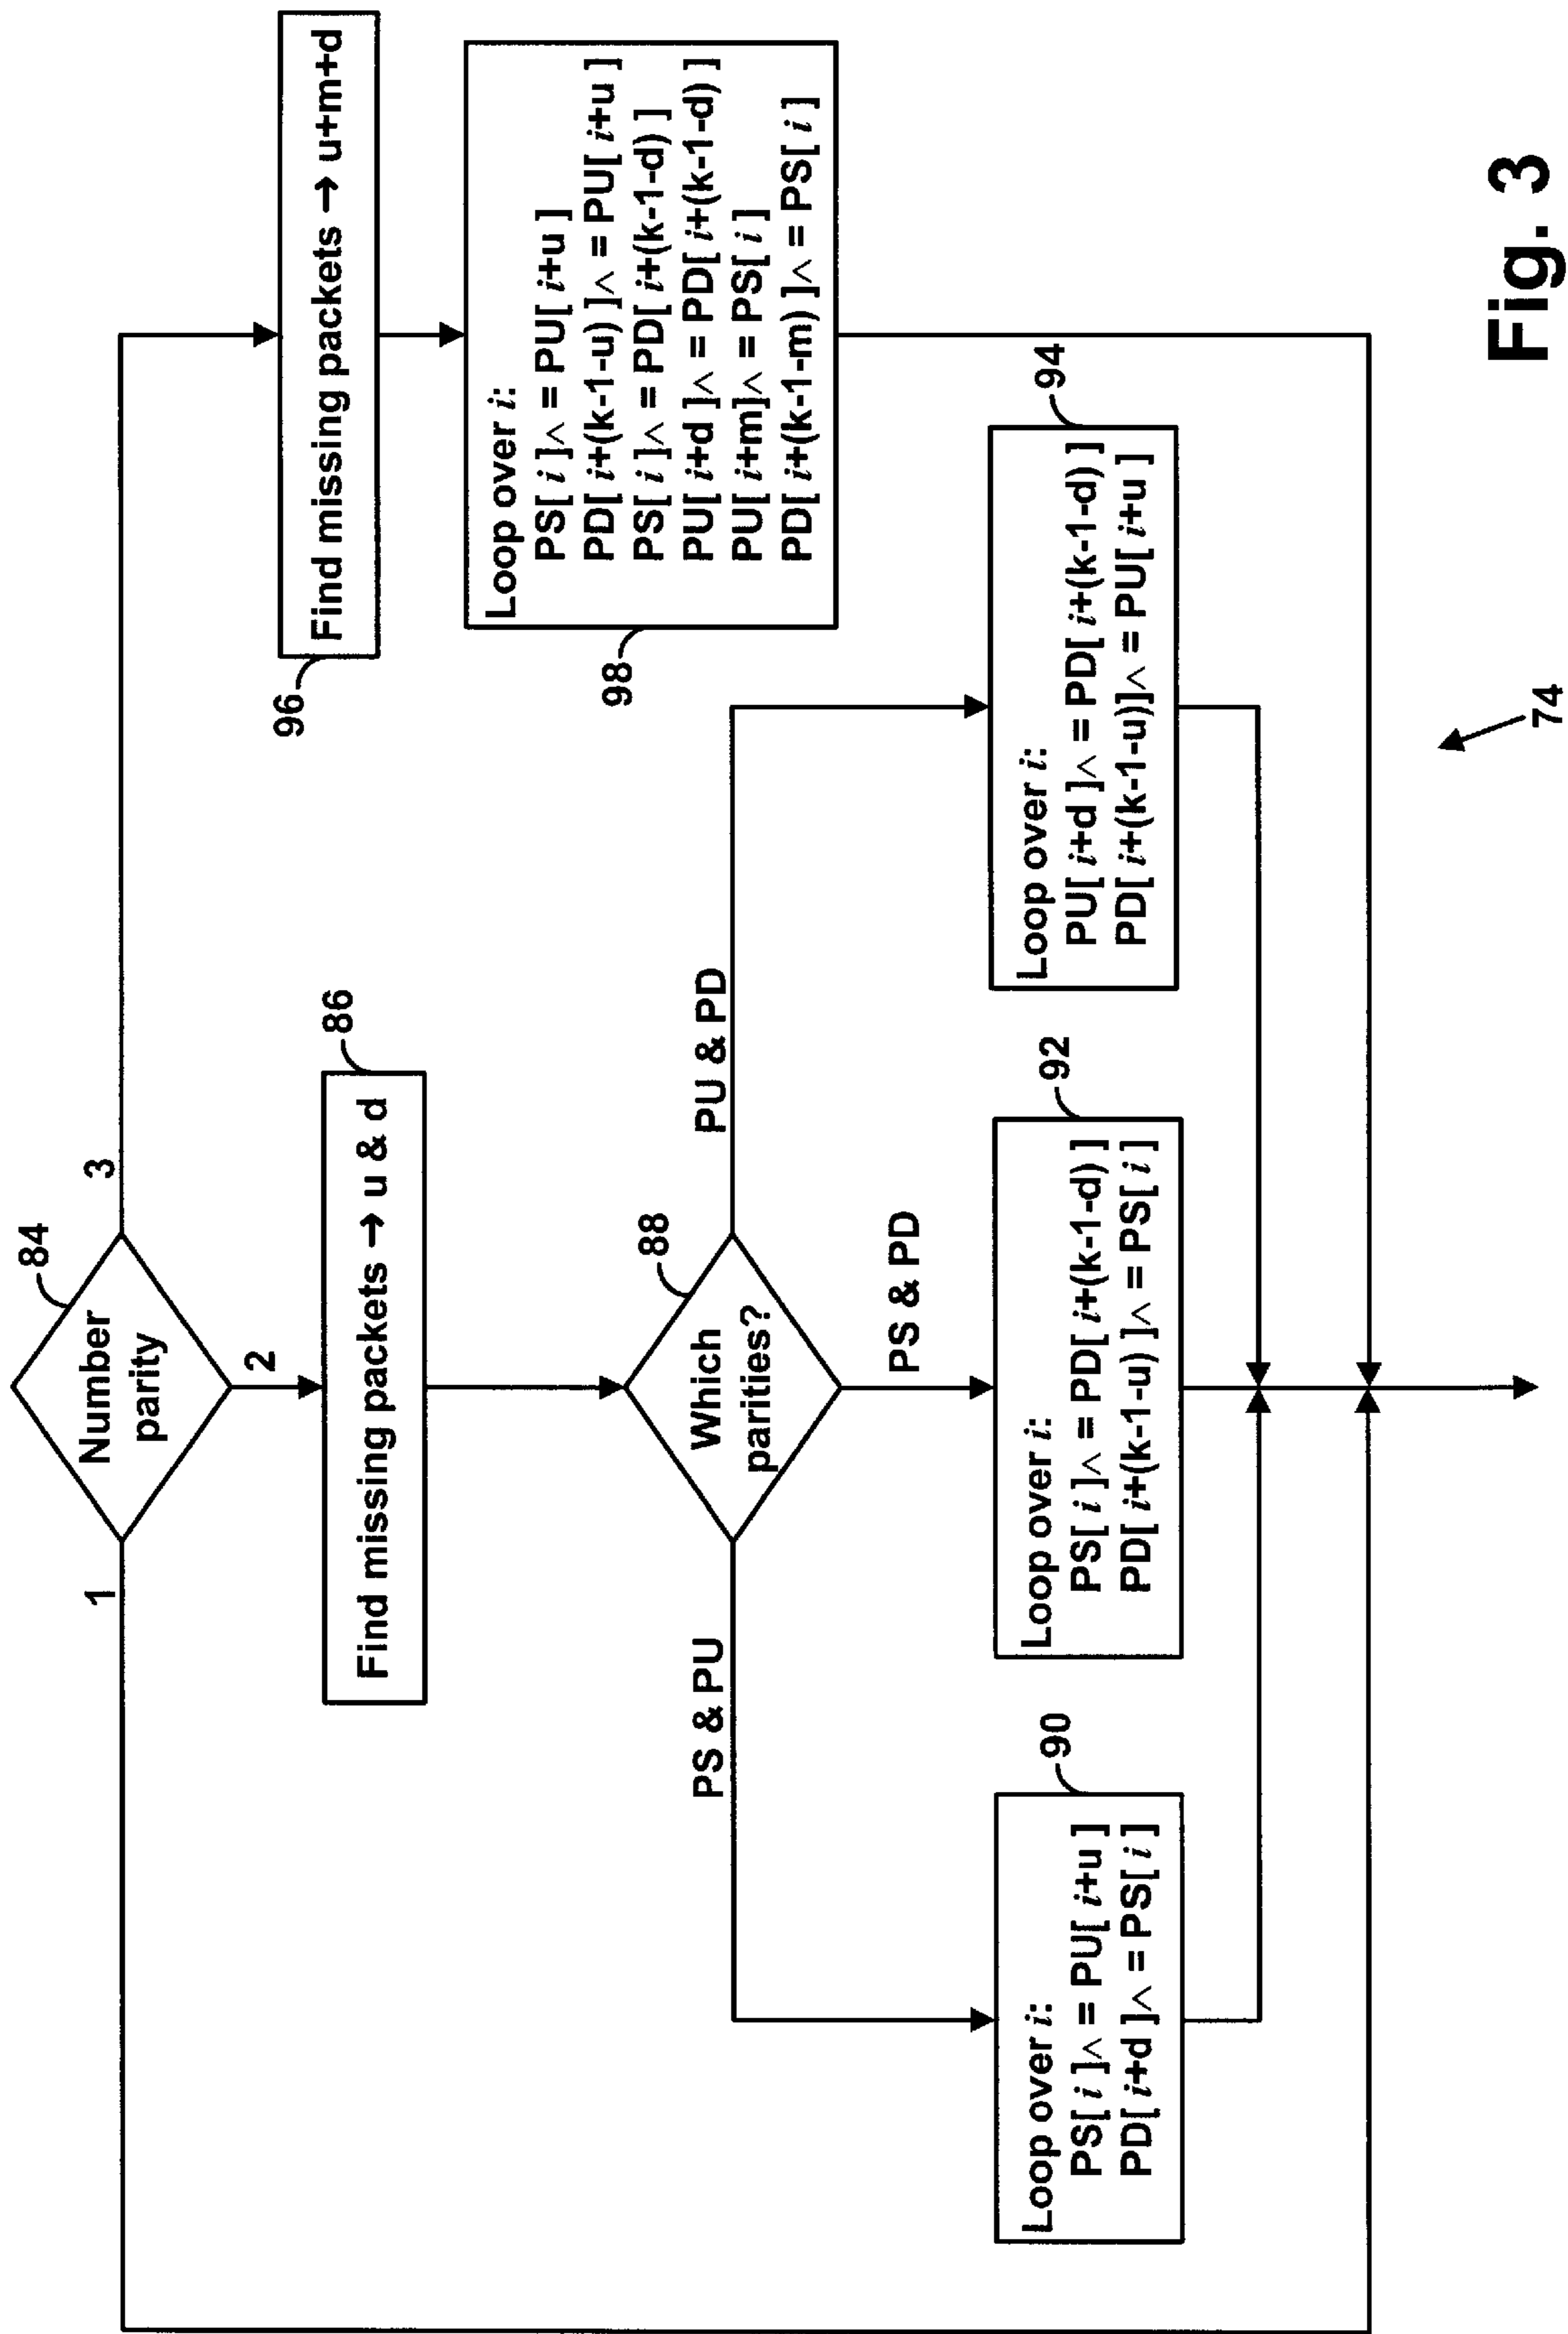 84
Number
parity
1
2
3
86
Find missing packets → u & d
96
Find missing packets → u+m+d
88
Which
parities?
PS & PU
PS & PD
PU & PD
98
Loop over i:
PS[ i ]^ = PU[ i+u ]
PD[ i+(k-1-u) ]^ = PU[ i+u ]
PS[ i ]^ = PD[ i+(k-1-d) ]
PU[ i+d ]^ = PD[ i+(k-1-d) ]
PU[ i+m]^ = PS[ i ]
PD[ i+(k-1-m) ]^ = PS[ i ]
90
Loop over i:
PS[ i ]^ = PU[ i+u ]
PD[ i+d ]^ = PS[ i ]
92
Loop over i:
PS[ i ]^ = PD[ i+(k-1-d) ]
PD[ i+(k-1-u) ]^ = PS[ i ]
94
Loop over i:
PU[ i+d ]^ = PD[ i+(k-1-d) ]
PD[ i+(k-1-u)]^ = PU[ i+u ]
74
Fig. 3